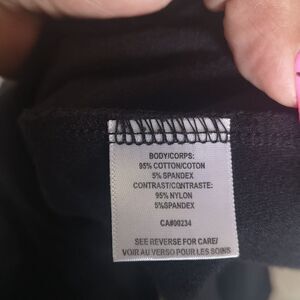 BODY/CORPS:
95% COTTON/COTON
5% SPANDEX
CONTRAST/CONTRASTE:
95% NYLON
5%SPANDEX
CA#00234
SEE REVERSE FOR CARE/
VOIR AU VERSO POUR LES SOINS